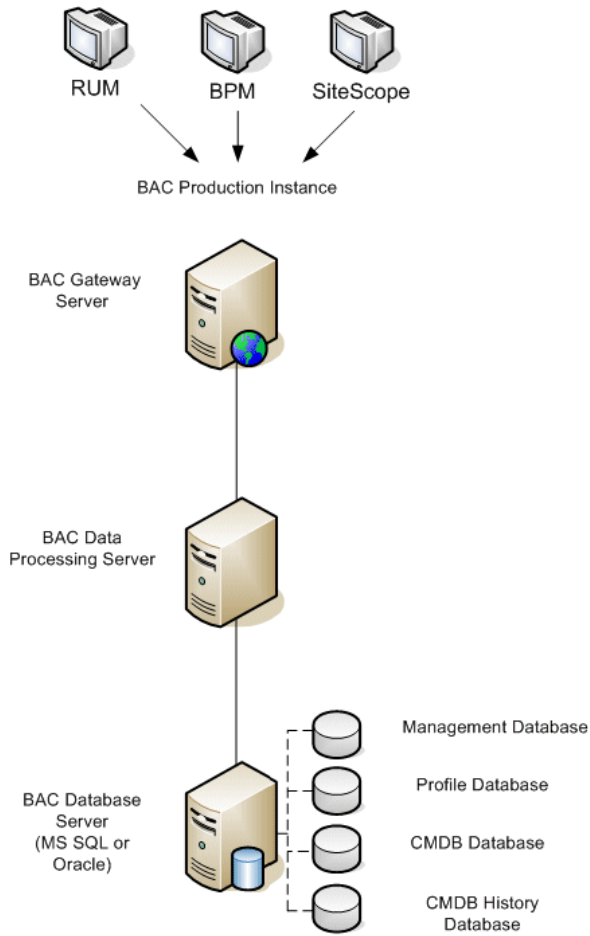 RUM
BPM
SiteScope
BAC Production Instance
BAC Gateway
Server
BAC Data
Processing Server
BAC Database
Server
(MS SQL or
Oracle)
Management Database
Profile Database
CMDB Database
CMDB History
Database